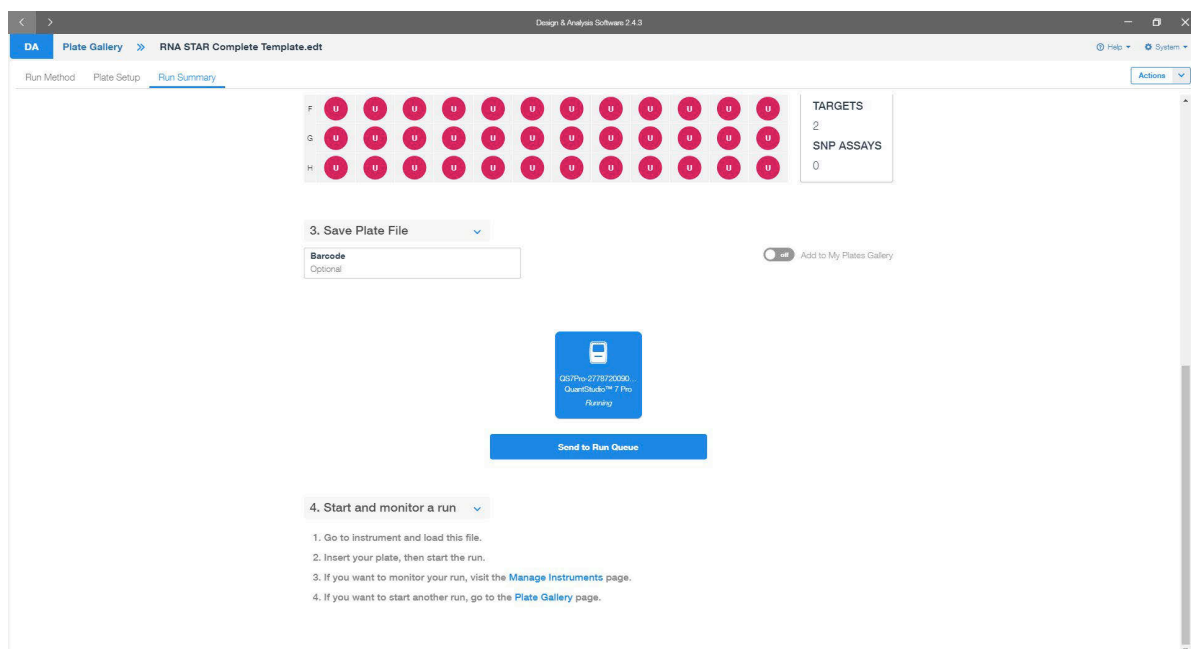 Design & Analysis Software 2.4.3
DA Plate Gallery » RNA STAR Complete Template.edt Help System
Run Method Plate Setup Run Summary Actions
F U U U U U U U U U U U U
G U U U U U U U U U U U U
H U U U U U U U U U U U U
TARGETS
2
SNP ASSAYS
0
3. Save Plate File
Barcode
Optional
off Add to My Plates Gallery
QS7Pro-2778720090...
QuantStudio™ 7 Pro
Running
Send to Run Queue
4. Start and monitor a run
1. Go to instrument and load this file.
2. Insert your plate, then start the run.
3. If you want to monitor your run, visit the Manage Instruments page.
4. If you want to start another run, go to the Plate Gallery page.